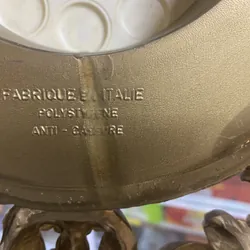 FABRIQUE EN ITALIE
POLYSTYRENE
ANTI-CASSURE